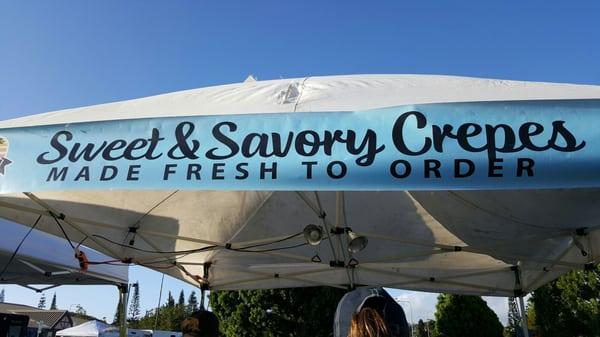 Sweet & Savory Crepes
MADE FRESH TO ORDER